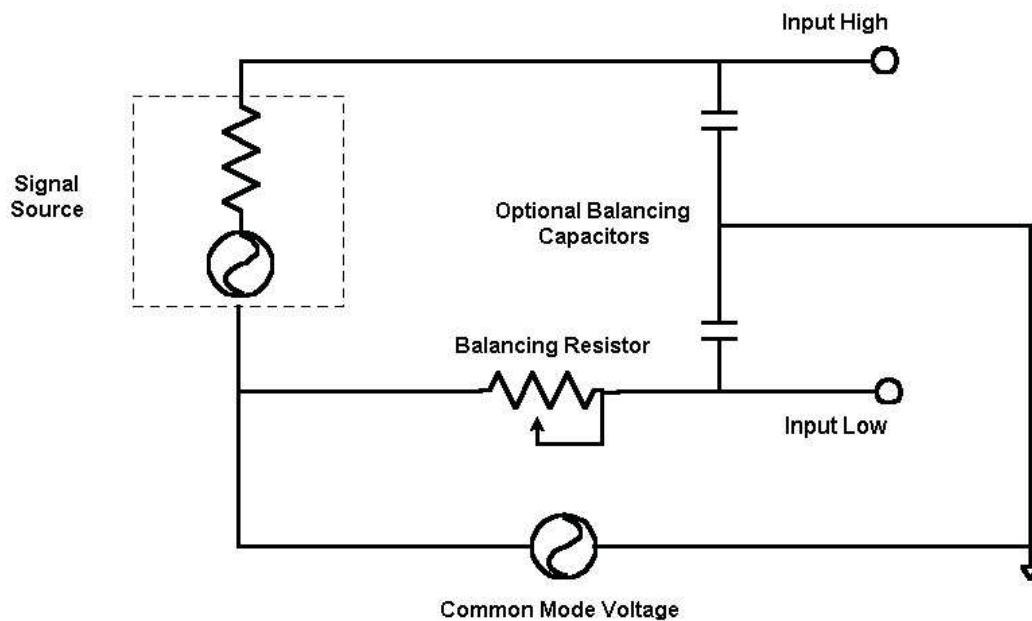 Input High
Signal
Source
Optional Balancing
Capacitors
Balancing Resistor
Input Low
Common Mode Voltage